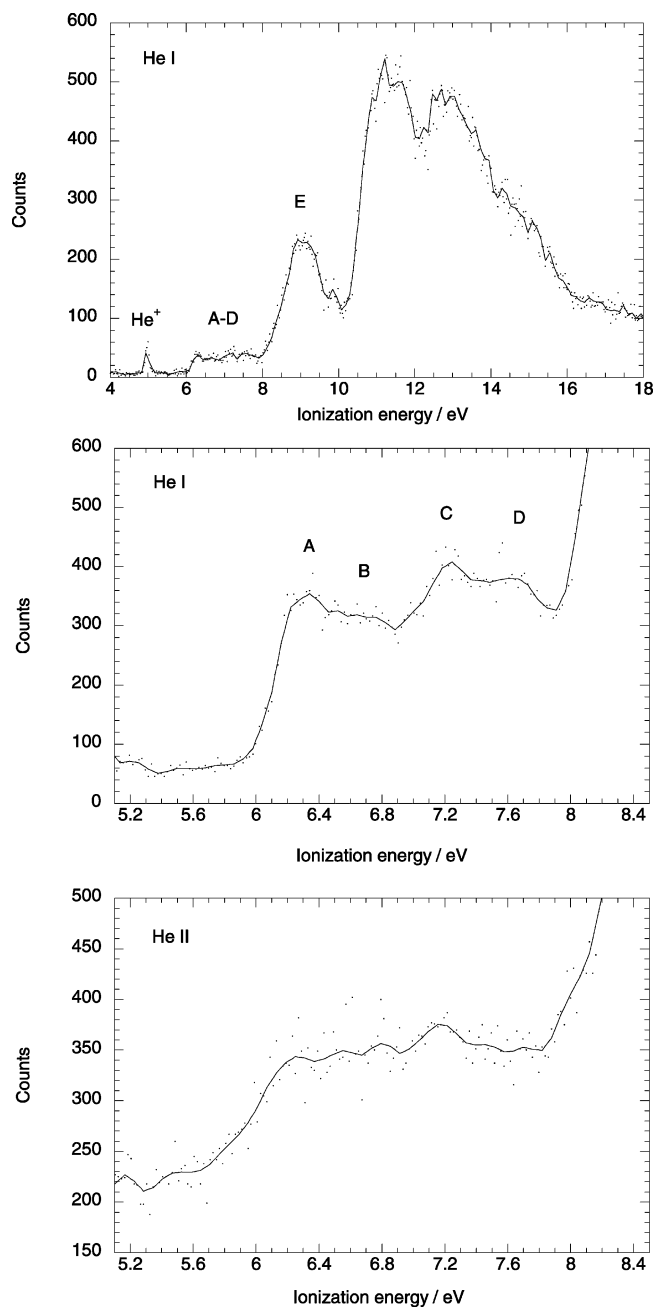 600
500
400
300
200
100
0
Counts
He I
He+
A-D
E
4 6 8 10 12 14 16 18
Ionization energy / eV
600
500
400
300
200
100
0
Counts
He I
A
B
C
D
5.2 5.6 6 6.4 6.8 7.2 7.6 8 8.4
Ionization energy / eV
500
450
400
350
300
250
200
150
Counts
He II
5.2 5.6 6 6.4 6.8 7.2 7.6 8 8.4
Ionization energy / eV